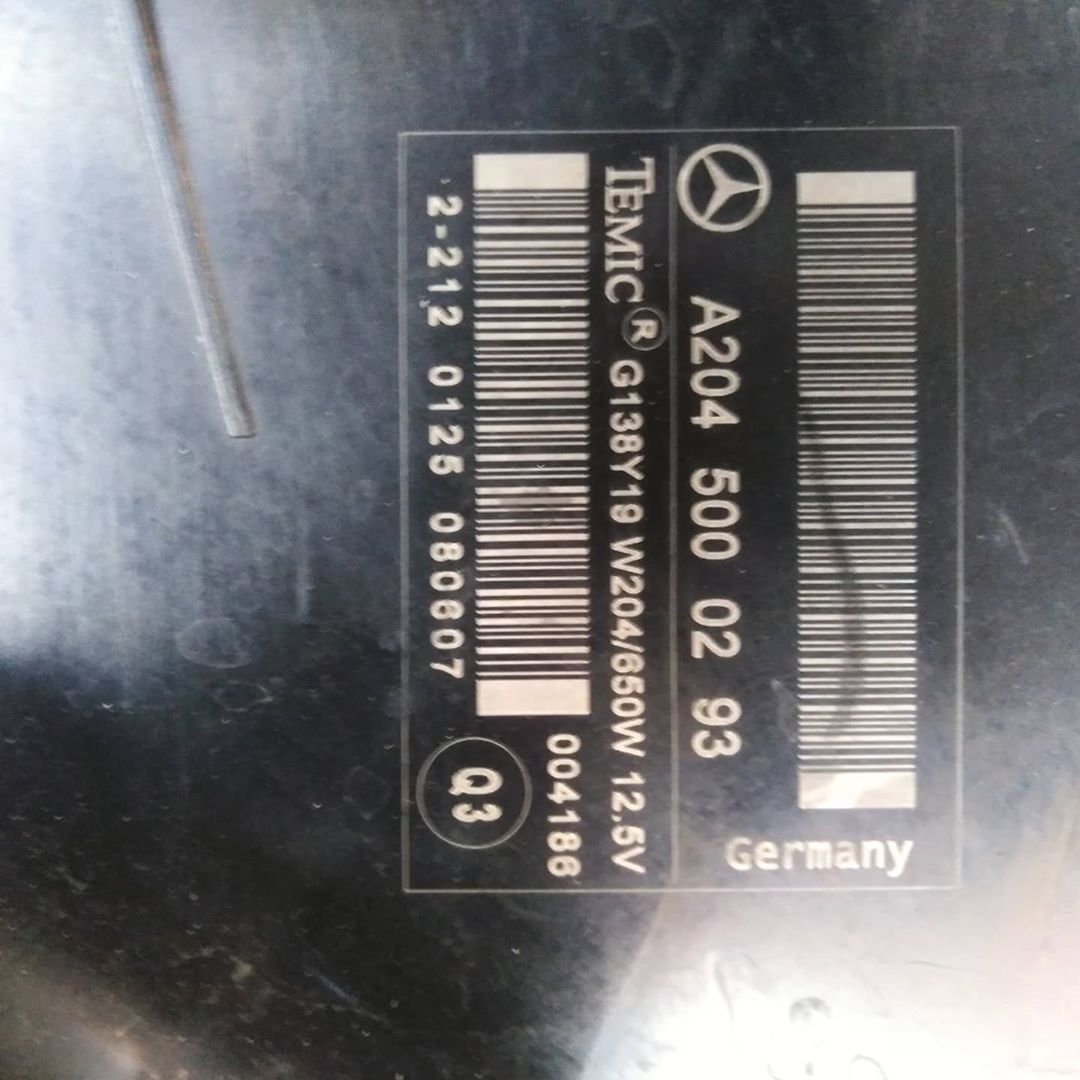 Germany
A204 500 02 93
TEMIC® G138Y19 W204/650W 12.5V
004186
2-212 0125 080607
Q3